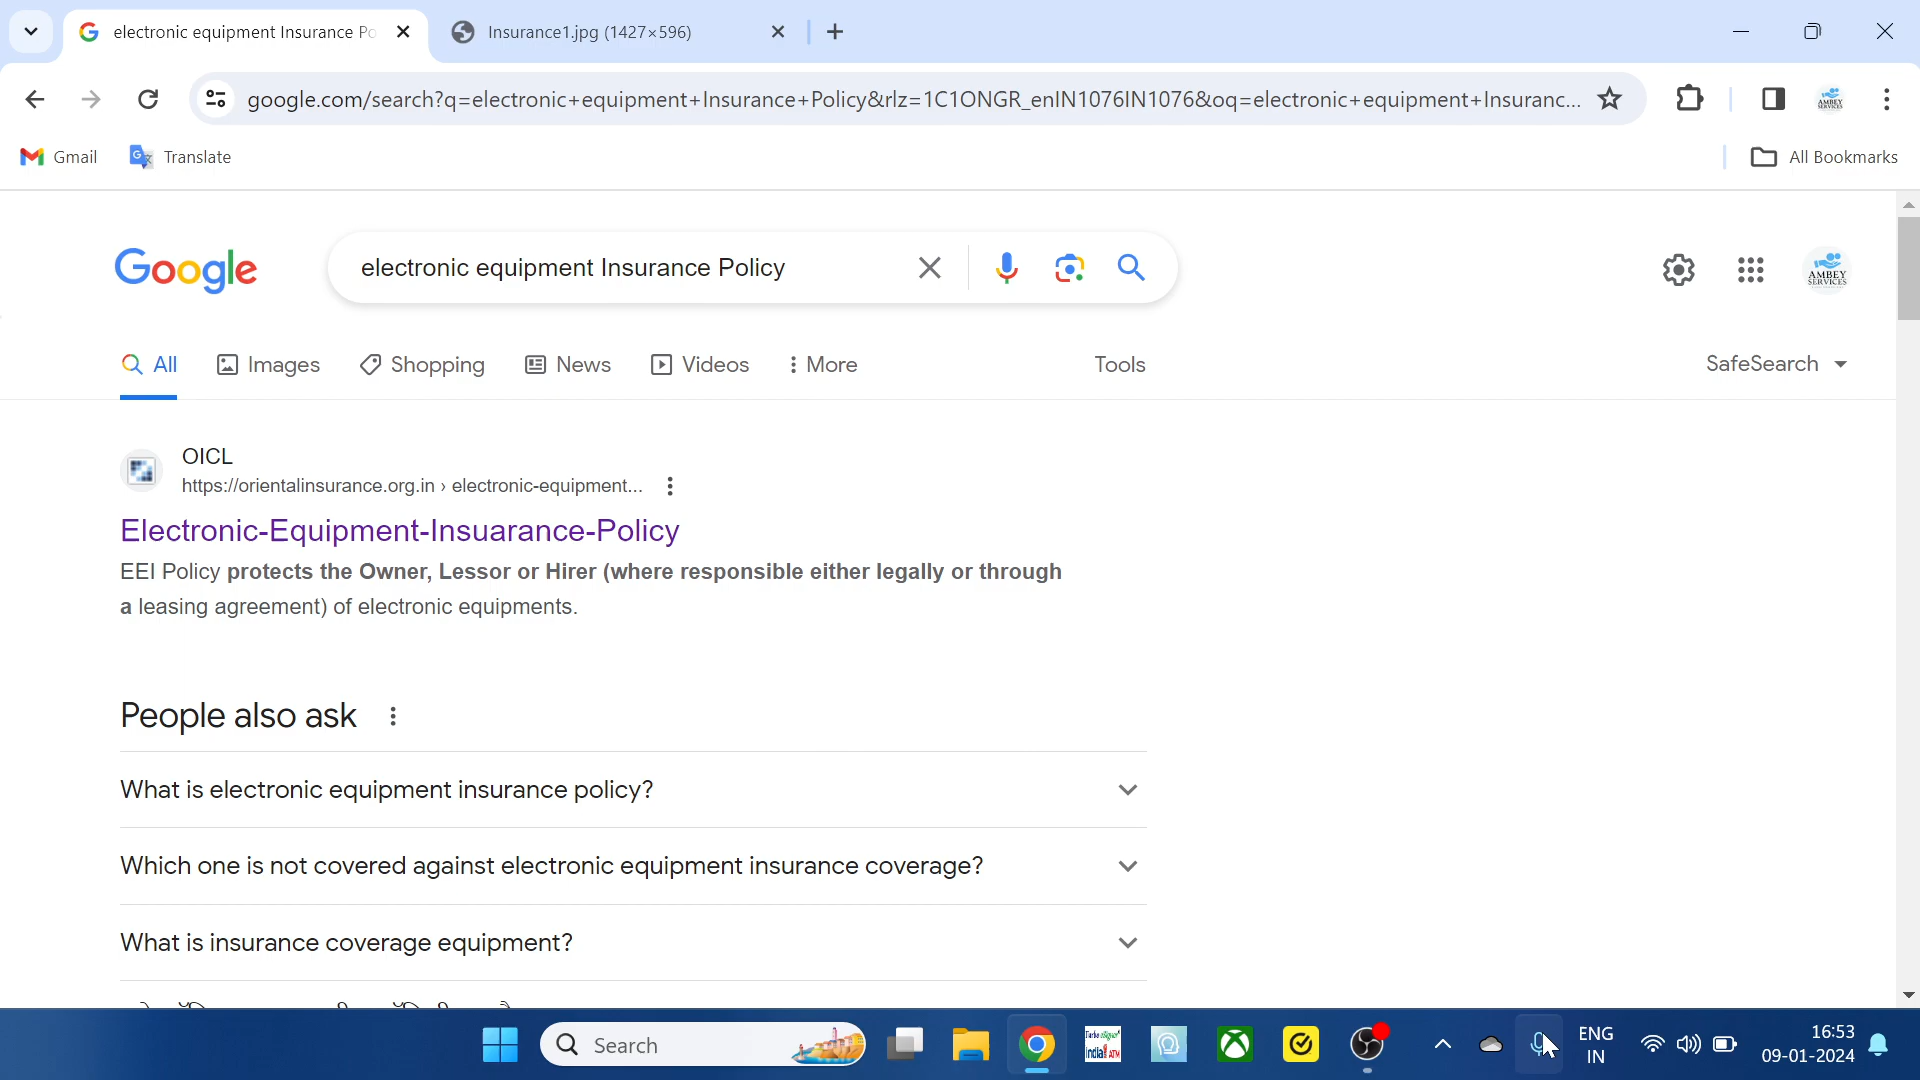 electronic equipment Insurance Po
Insurance1.jpg (1427×596)
google.com/search?q=electronic+equipment+Insurance+Policy&rlz=1C1ONGR_enIN1076IN1076&oq=electronic+equipment+Insuranc...
AMBEY
SERVICES
Gmail
Translate
All Bookmarks
Google
electronic equipment Insurance Policy
AMBEY
SERVICES
All
Images
Shopping
News
Videos
More
Tools
SafeSearch
OICL
https://orientalinsurance.org.in › electronic-equipment...
Electronic-Equipment-Insuarance-Policy
EEI Policy protects the Owner, Lessor or Hirer (where responsible either legally or through
a leasing agreement) of electronic equipments.
People also ask
What is electronic equipment insurance policy?
Which one is not covered against electronic equipment insurance coverage?
What is insurance coverage equipment?
Search
ENG
IN
16:53
09-01-2024